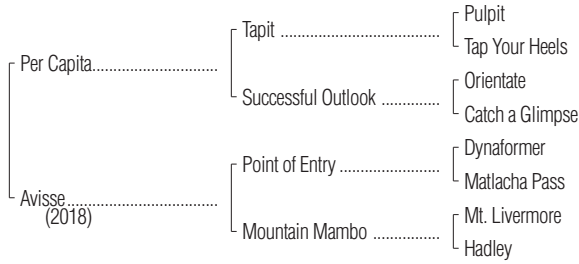 Pulpit
Tapit ..............................
Tap Your Heels
Per Capita........................
Orientate
Successful Outlook ............
Catch a Glimpse
Dynaformer
Point of Entry ...................
Matlacha Pass
Avisse..............................
(2018)
Mt. Livermore
Mountain Mambo .............
Hadley